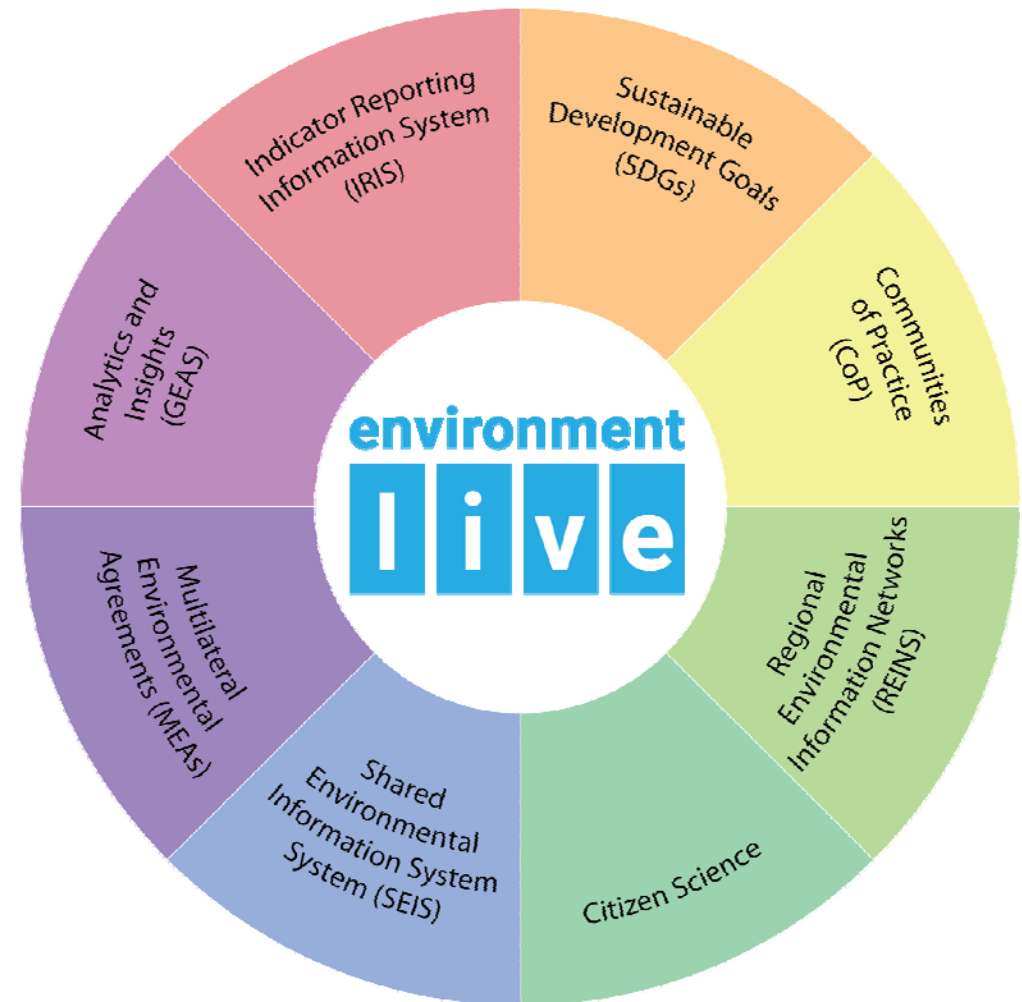 Indicator Reporting
Information System
(IRIS)
Sustainable
Development Goals
(SDGs)
Communities
of Practice
(CoP)
Regional
Environmental
Information Networks
(REINS)
Citizen Science
Shared
Environmental
Information System
System (SEIS)
Multilateral
Environmental
Agreements (MEAs)
Analytics and
Insights
(GEAS)
environment
live